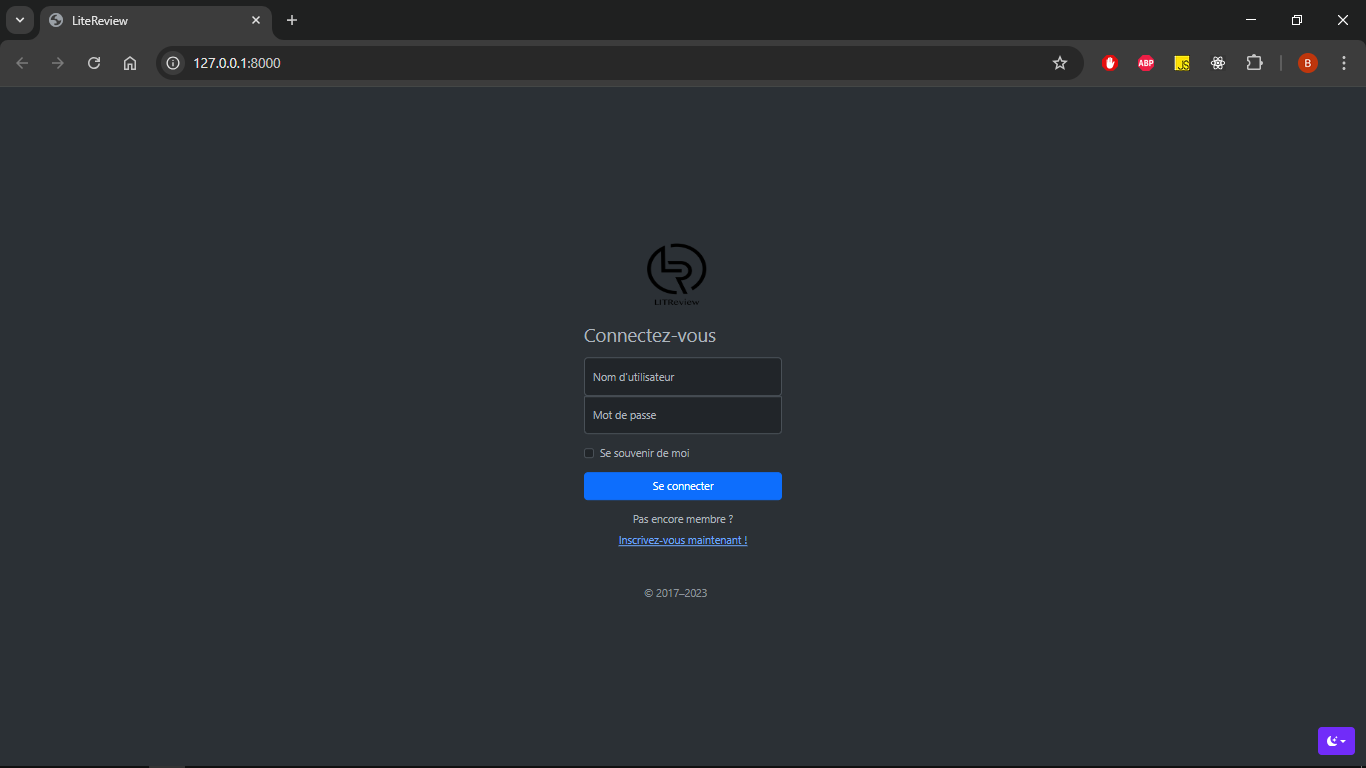 LiteReview
127.0.0.1:8000
ABP
JS
B
LR
LITReview
Connectez-vous
Nom d'utilisateur
Mot de passe
Se souvenir de moi
Se connecter
Pas encore membre ?
Inscrivez-vous maintenant !
© 2017–2023